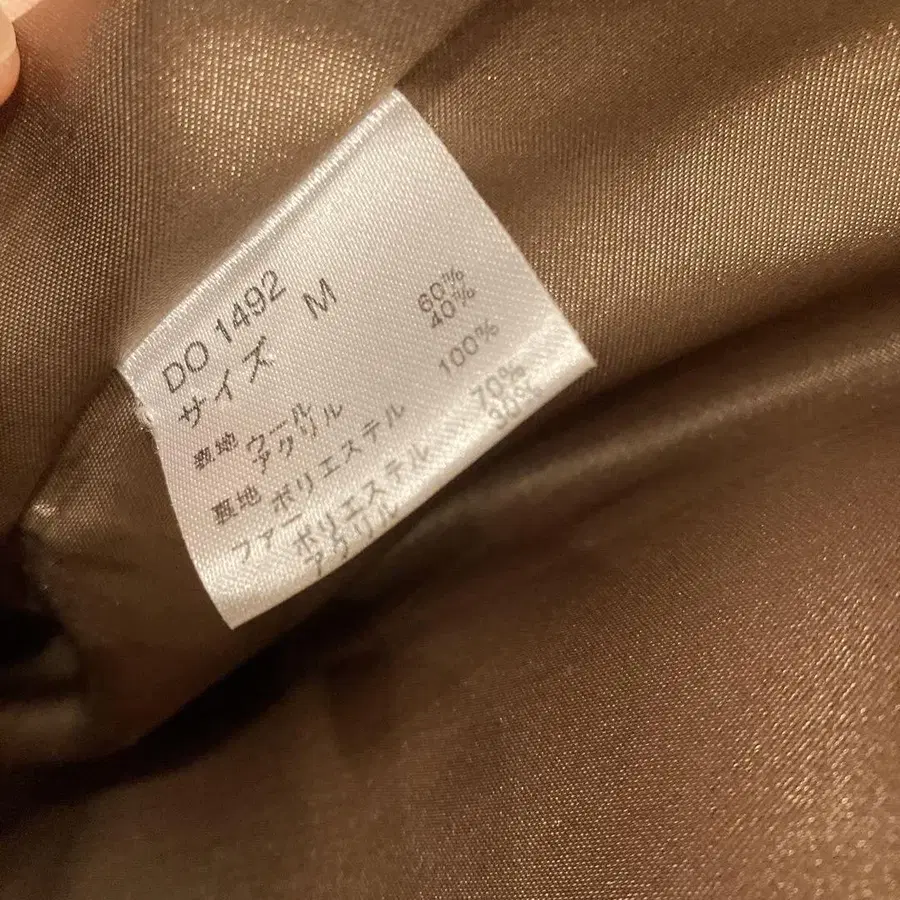 DO 1492
サイズ M
表地 ウール 60%
アクリル 40%
裏地 ポリエステル 100%
ファー ポリエステル 70%
アクリル 30%